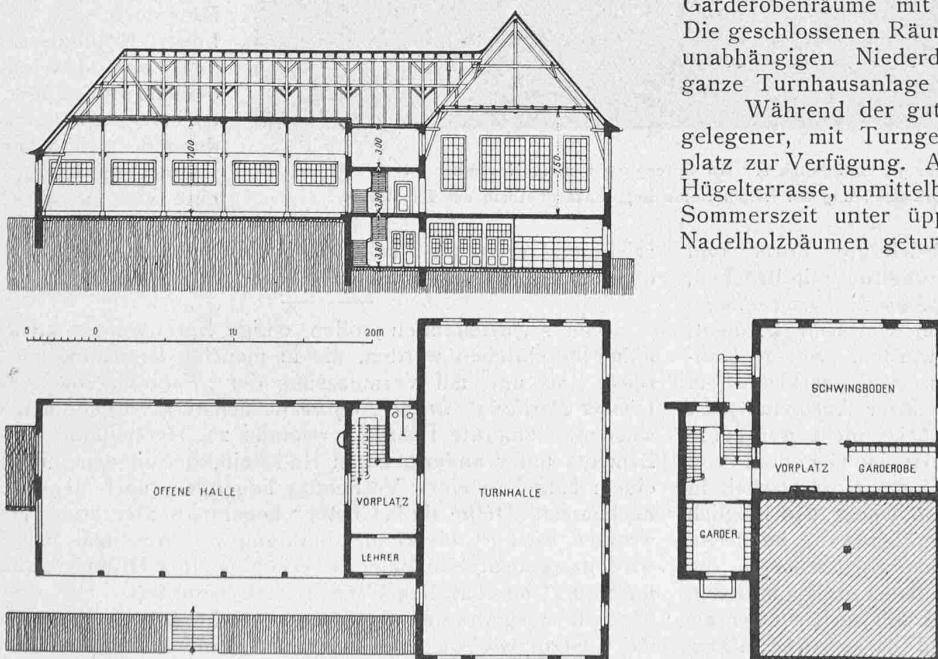 Garderobenräume mit
Die geschlossenen Räum
unabhängigen Niederd
ganze Turnhausanlage
Während der gut
gelegener, mit Turnge
platz zur Verfügung. A
Hügelterrasse, unmittelb
Sommerszeit unter üpp
Nadelholzbäumen getur
7,00
3,00
3,80
3,80
7,50
5 0 10 20m
OFFENE HALLE
VORPLATZ
LEHRER
TURNHALLE
SCHWINGBODEN
VORPLATZ
GARDEROBE
GARDER.